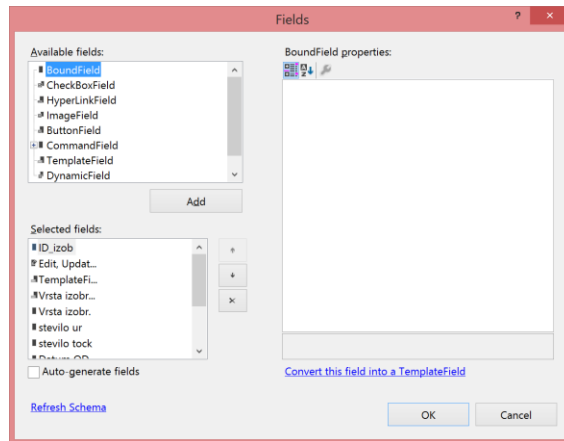 Fields
? ×
Available fields:
BoundField
CheckBoxField
HyperLinkField
ImageField
ButtonField
CommandField
TemplateField
DynamicField
Add
Selected fields:
ID_izob
Edit, Updat...
TemplateFi...
Vrsta izobr...
Vrsta izobr.
stevilo ur
stevilo tock
Datum OD
Auto-generate fields
Refresh Schema
BoundField properties:
Convert this field into a TemplateField
OK
Cancel